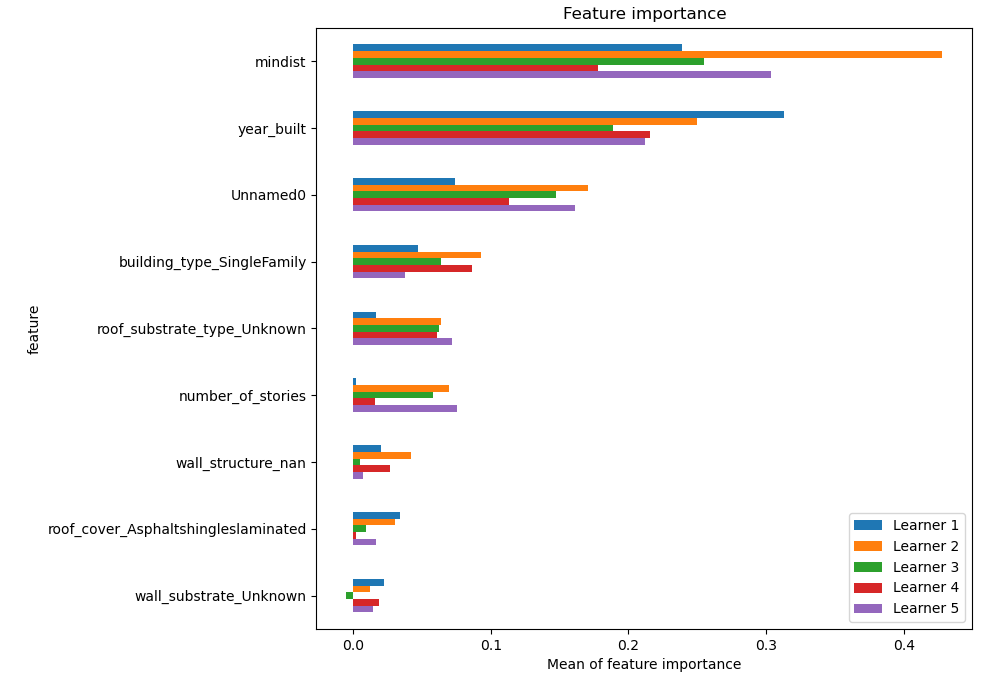 Feature importance
mindist
year_built
Unnamed0
building_type_SingleFamily
roof_substrate_type_Unknown
number_of_stories
wall_structure_nan
roof_cover_Asphaltshingleslaminated
wall_substrate_Unknown
feature
Learner 1
Learner 2
Learner 3
Learner 4
Learner 5
0.0 0.1 0.2 0.3 0.4
Mean of feature importance